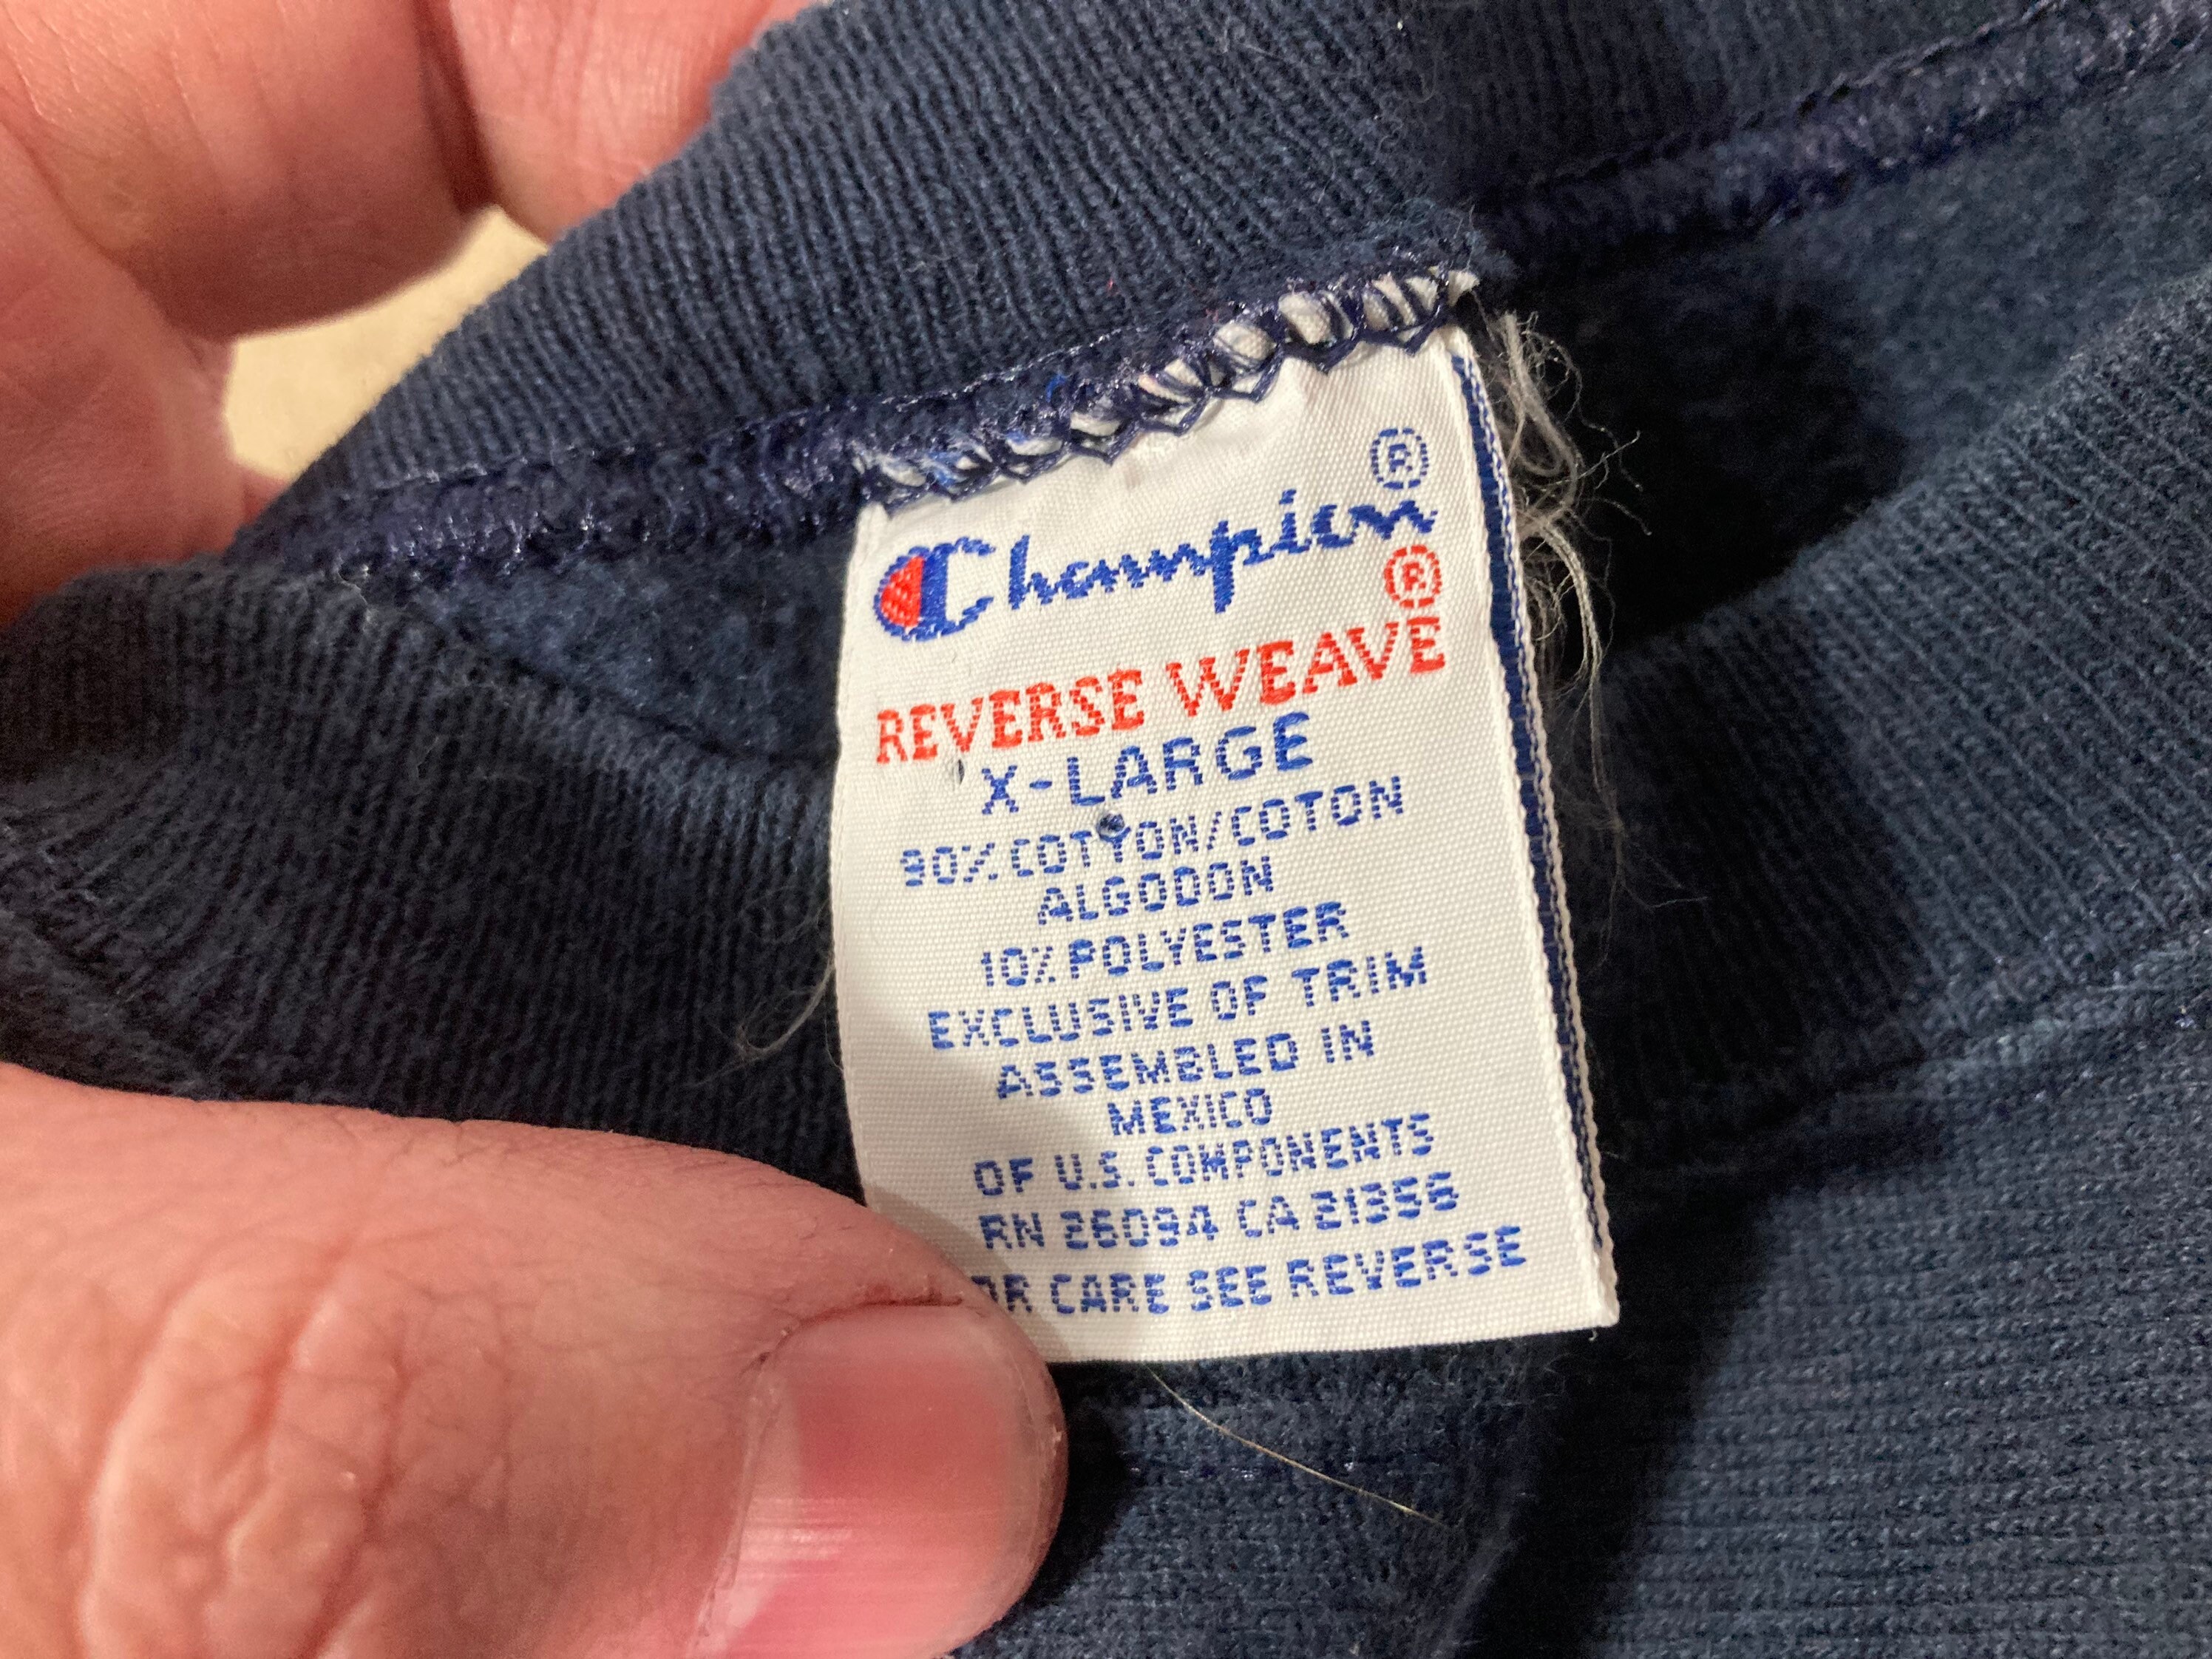 Champion®
REVERSE WEAVE®
X-LARGE
90% COTTON/COTON
ALGODON
10% POLYESTER
EXCLUSIVE OF TRIM
ASSEMBLED IN
MEXICO
OF U.S. COMPONENTS
RN 26094 CA 21356
CARE SEE REVERSE